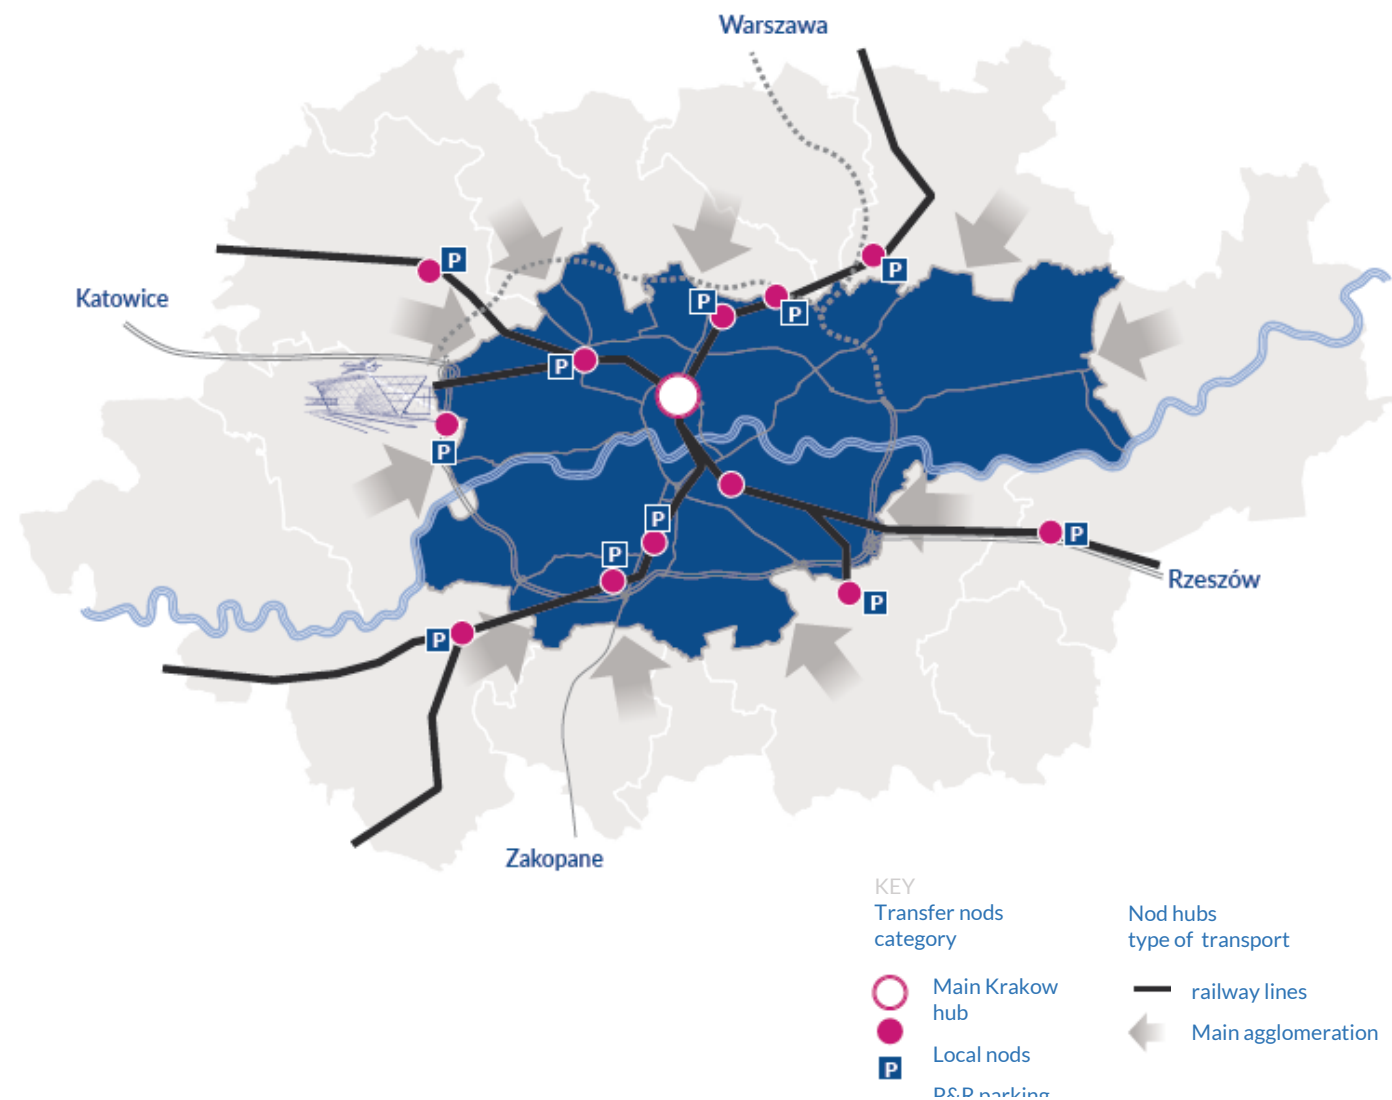 Warszawa
P
P
P
P
Katowice
P
P
P
P
P
P
Rzeszów
P
P
Zakopane
KEY
Transfer nods
category
Nod hubs
type of transport
Main Krakow
hub
railway lines
Main agglomeration
Local nods
P
P&R parking